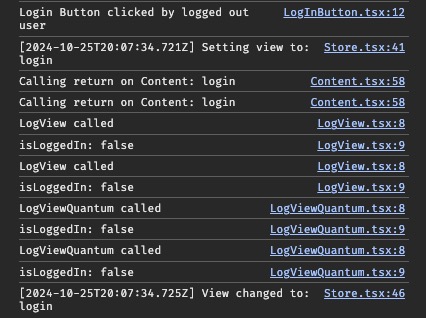 Login Button clicked by logged out LogInButton.tsx:12
user
[2024-10-25T20:07:34.721Z] Setting view to: Store.tsx:41
login
Calling return on Content: login Content.tsx:58
Calling return on Content: login Content.tsx:58
LogView called LogView.tsx:8
isLoggedIn: false LogView.tsx:9
LogView called LogView.tsx:8
isLoggedIn: false LogView.tsx:9
LogViewQuantum called LogViewQuantum.tsx:8
isLoggedIn: false LogViewQuantum.tsx:9
LogViewQuantum called LogViewQuantum.tsx:8
isLoggedIn: false LogViewQuantum.tsx:9
[2024-10-25T20:07:34.725Z] View changed to: Store.tsx:46
login